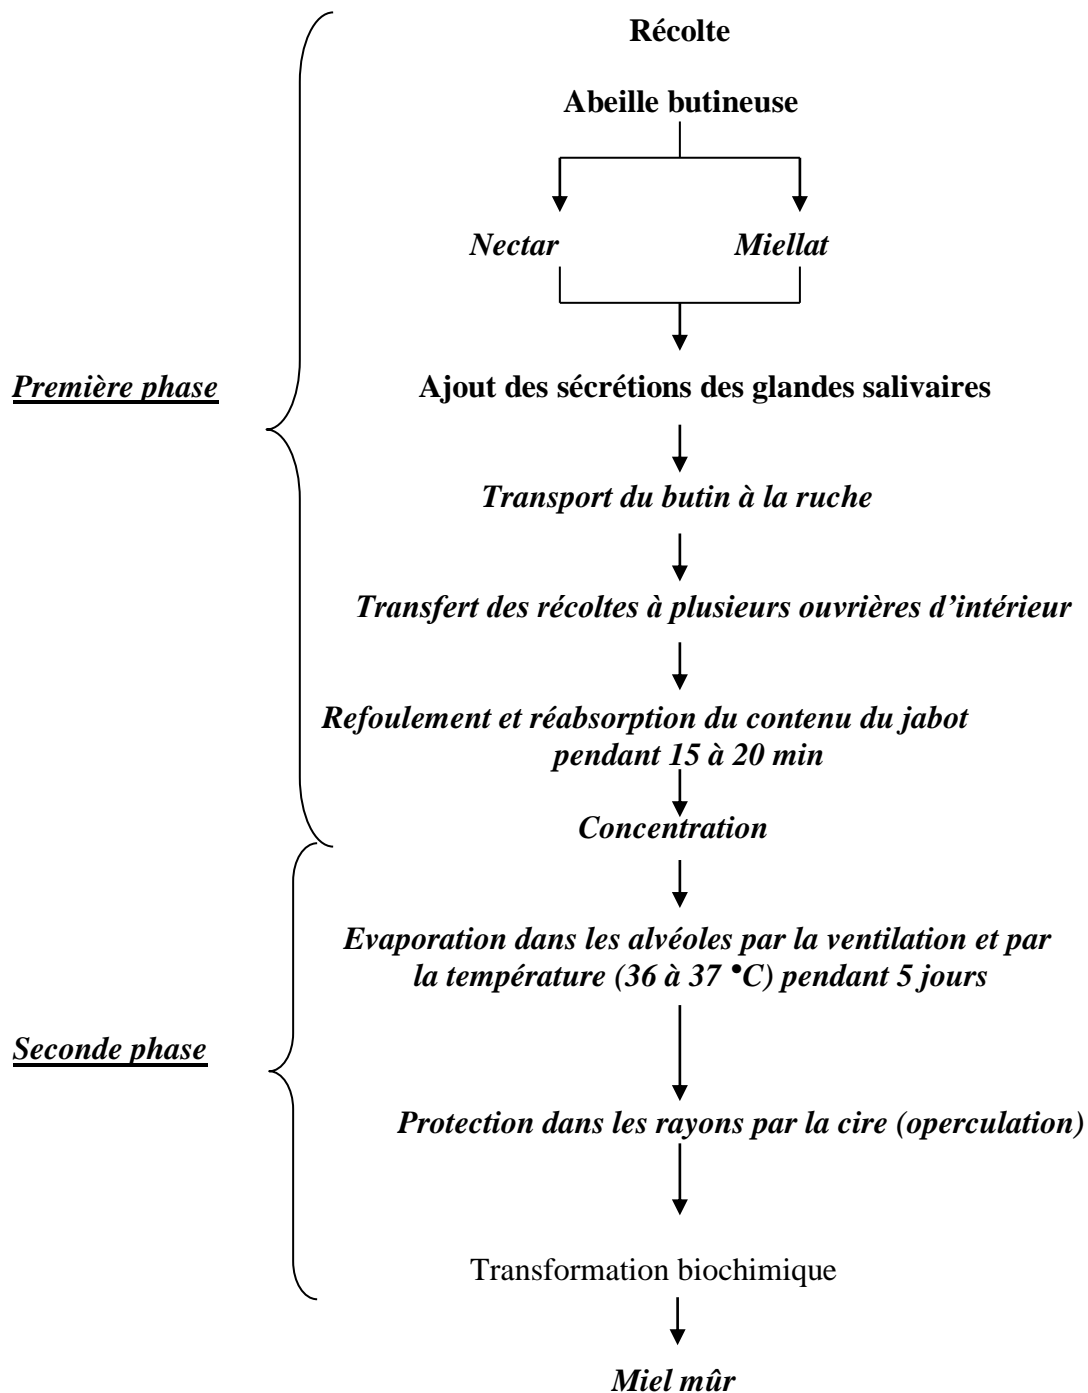 Récolte
Abeille butineuse
Nectar Miellat
Première phase Ajout des sécrétions des glandes salivaires
Transport du butin à la ruche
Transfert des récoltes à plusieurs ouvrières d’intérieur
Refoulement et réabsorption du contenu du jabot
pendant 15 à 20 min
Concentration
Evaporation dans les alvéoles par la ventilation et par
la température (36 à 37 •C) pendant 5 jours
Seconde phase
Protection dans les rayons par la cire (operculation)
Transformation biochimique
Miel mûr